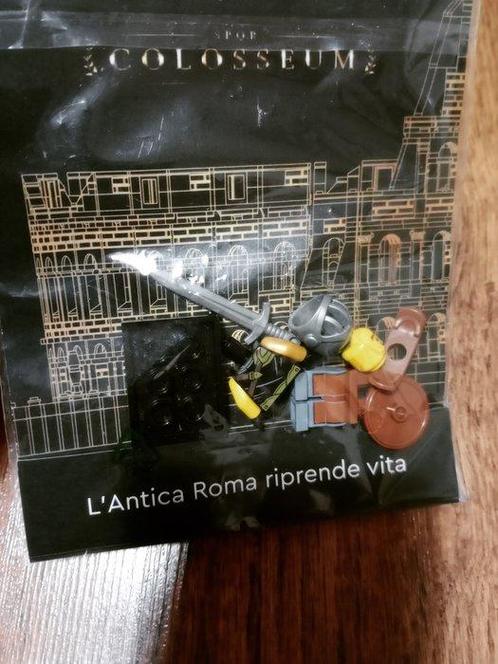 SPQR
COLOSSEUM
L'Antica Roma riprende vita